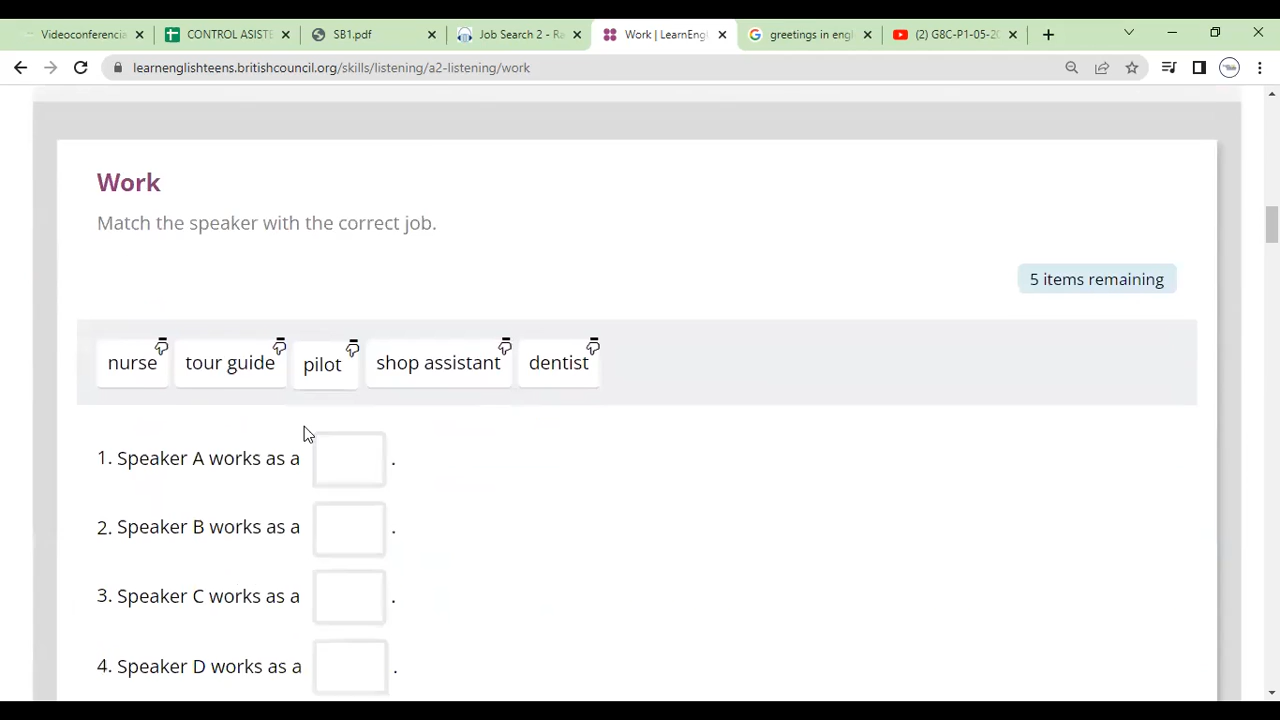 Videoconferencia
CONTROL ASISTE
SB1.pdf
Job Search 2 - Ra
Work | LearnEngl
greetings in engl
(2) G8C-P1-05-20
learnenglishteens.britishcouncil.org/skills/listening/a2-listening/work
Work
Match the speaker with the correct job.
5 items remaining
nurse tour guide pilot shop assistant dentist
1. Speaker A works as a .
2. Speaker B works as a .
3. Speaker C works as a .
4. Speaker D works as a .